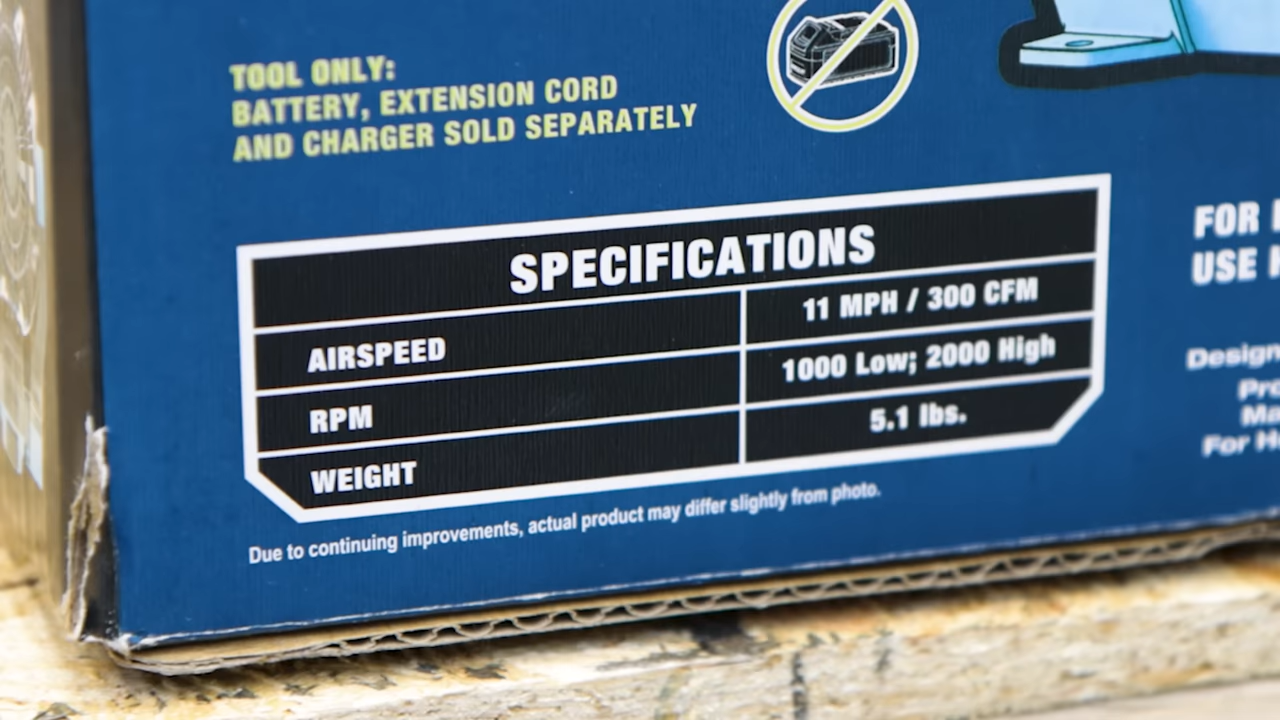 TOOL ONLY:
BATTERY, EXTENSION CORD
AND CHARGER SOLD SEPARATELY
SPECIFICATIONS
AIRSPEED 11 MPH / 300 CFM
RPM 1000 Low; 2000 High
WEIGHT 5.1 lbs.
Due to continuing improvements, actual product may differ slightly from photo.
FOR
USE
For